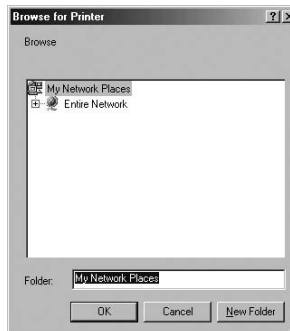 Browse for Printer
Browse
My Network Places
Entire Network
Folder: My Network Places
OK Cancel New Folder